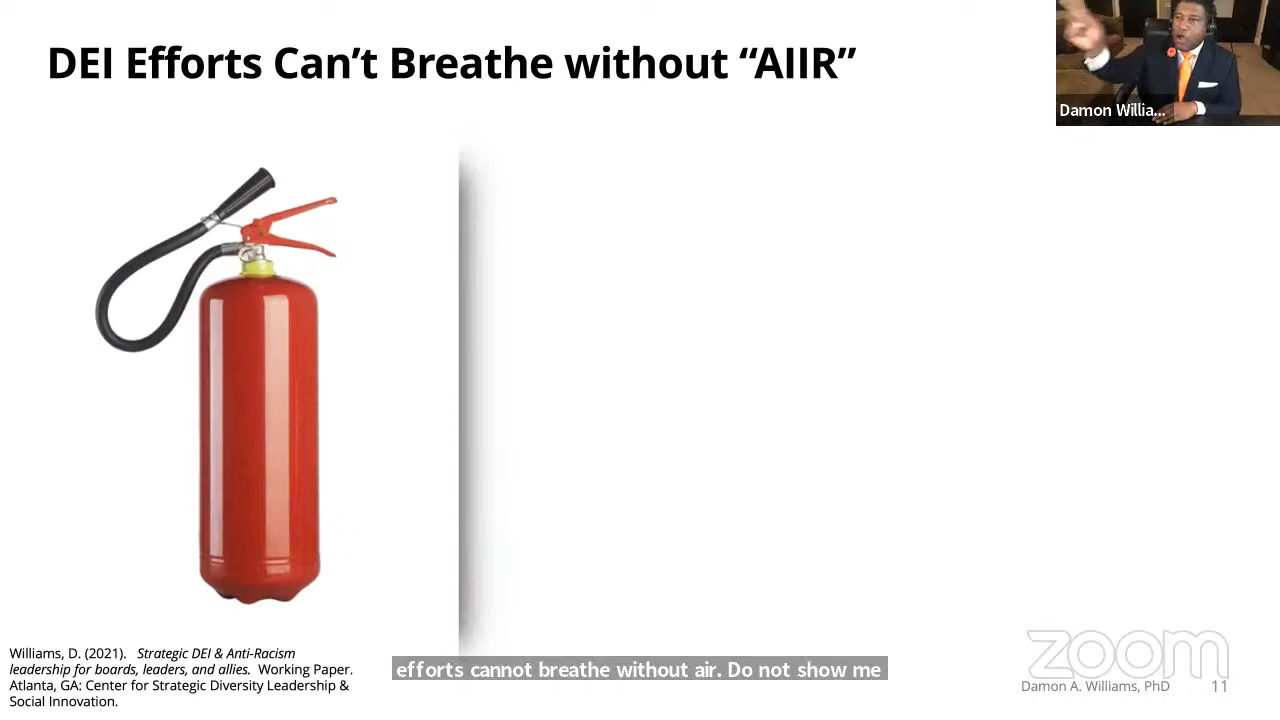 DEI Efforts Can’t Breathe without “AIIR”
Damon Willia...
Williams, D. (2021). Strategic DEI & Anti-Racism
leadership for boards, leaders, and allies. Working Paper.
Atlanta, GA: Center for Strategic Diversity Leadership &
Social Innovation.
efforts cannot breathe without air. Do not show me
zoom
Damon A. Williams, PhD 11